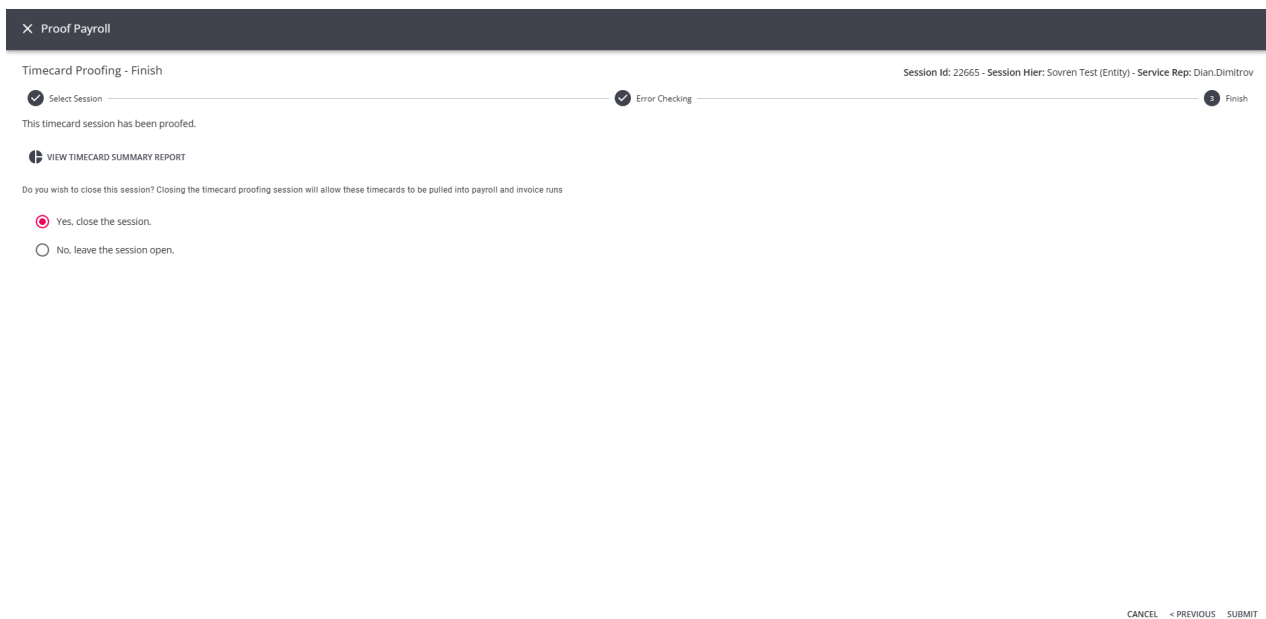 Proof Payroll
Timecard Proofing - Finish
Session Id: 22665 - Session Hier: Sovren Test (Entity) - Service Rep: Dian.Dimitrov
Select Session
Error Checking
3 Finish
This timecard session has been proofed.
VIEW TIMECARD SUMMARY REPORT
Do you wish to close this session? Closing the timecard proofing session will allow these timecards to be pulled into payroll and invoice runs
Yes, close the session.
No, leave the session open.
CANCEL < PREVIOUS SUBMIT